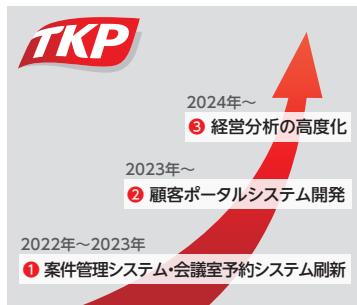 TKP
2024年～
❸ 経営分析の高度化
2023年～
❷ 顧客ポータルシステム開発
2022年～2023年
❶ 案件管理システム・会議室予約システム刷新